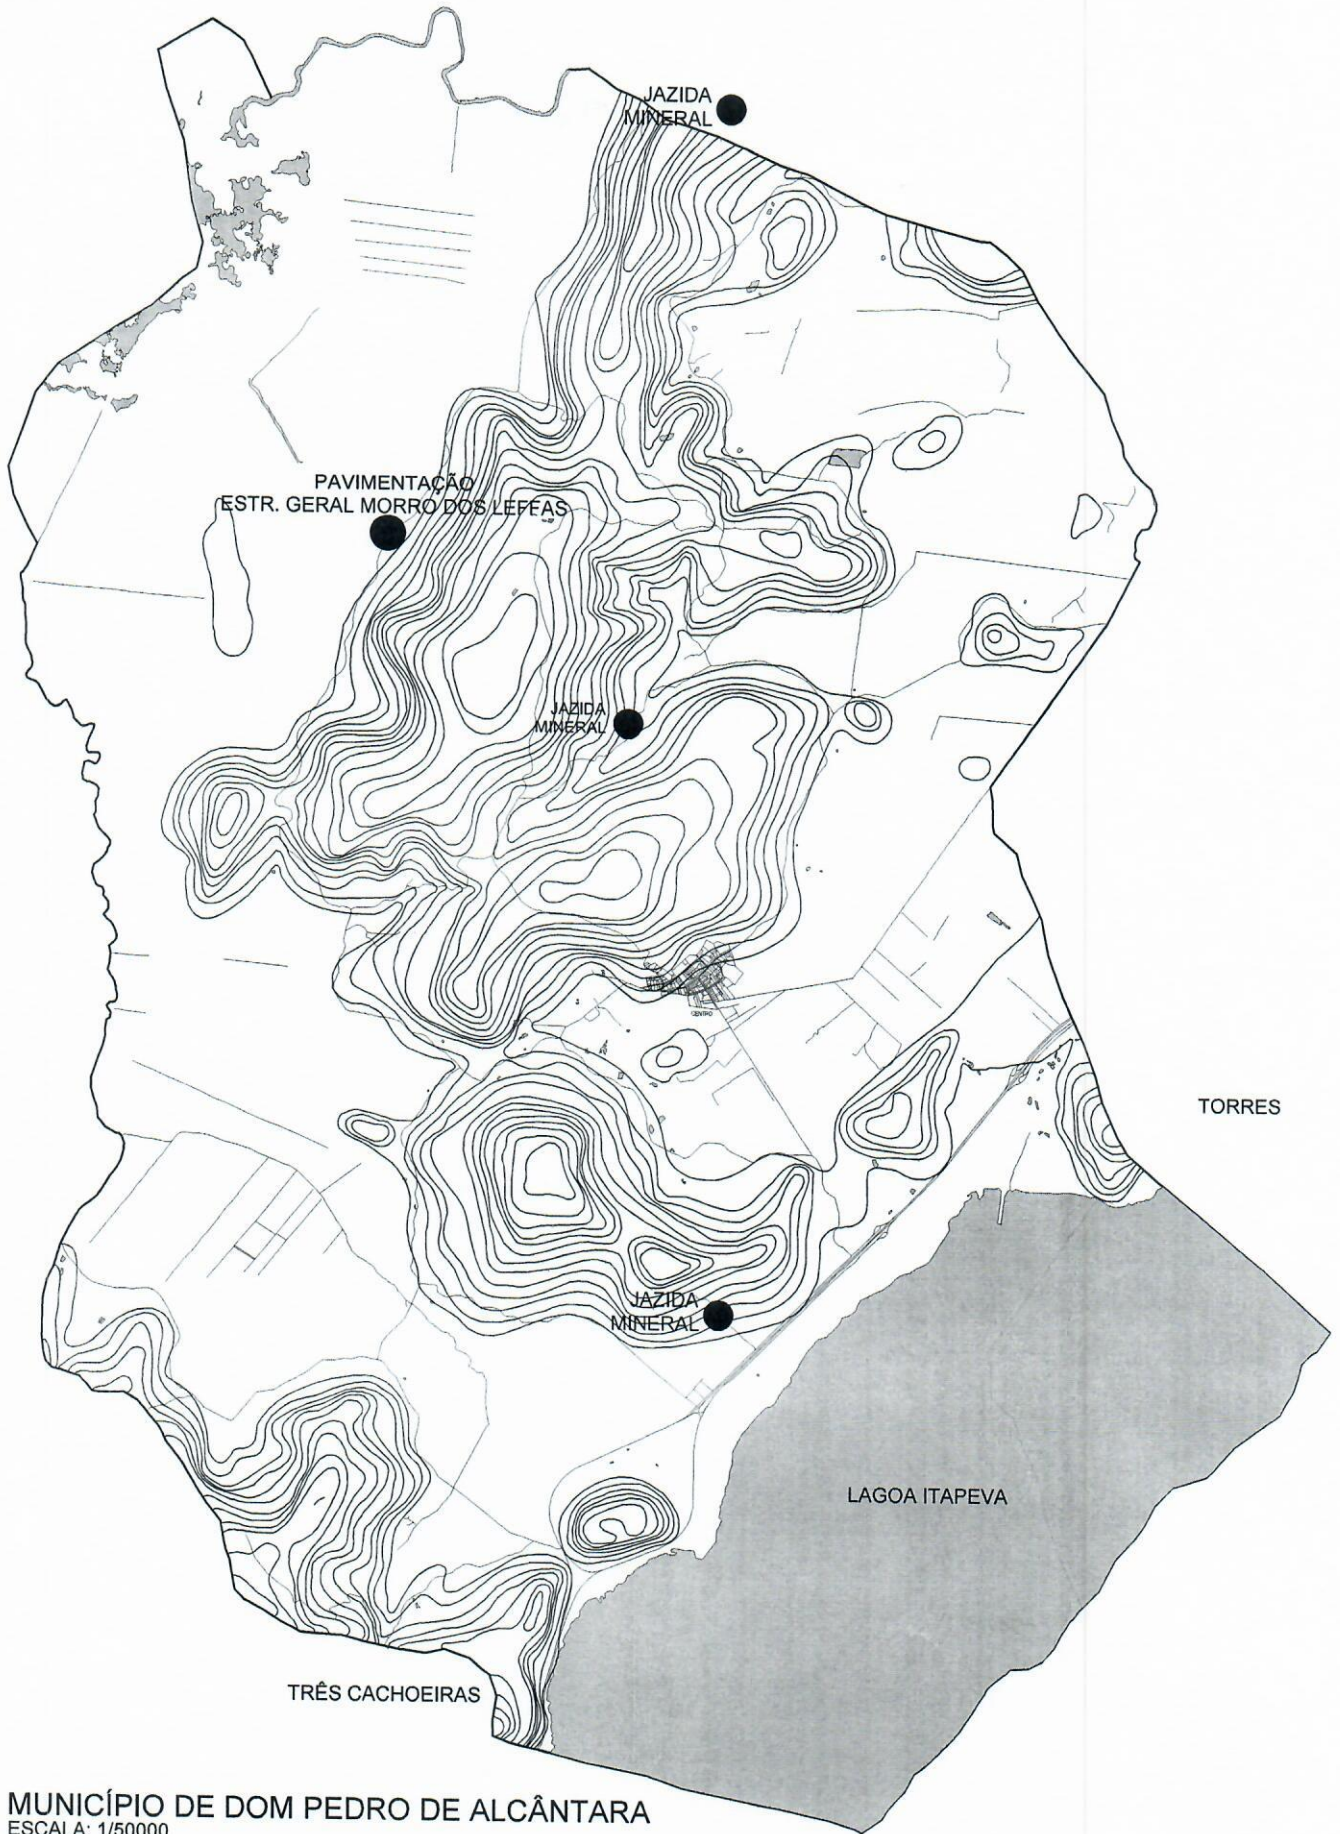 JAZIDA
MINERAL
PAVIMENTAÇÃO
ESTR. GERAL MORRO DOS LEFFAS
JAZIDA
MINERAL
CENTRO
TORRES
JAZIDA
MINERAL
LAGOA ITAPEVA
TRÊS CACHOEIRAS
MUNICÍPIO DE DOM PEDRO DE ALCÂNTARA
ESCALA: 1/50000